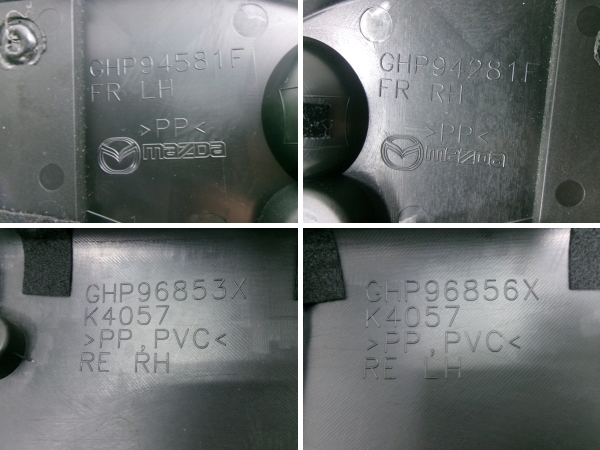 GHP94581F
FR LH
>PP<
mazda
GHP94281F
FR RH
>PP<
mazda
GHP96853X
K4057
>PP,PVC<
RE RH
GHP96856X
K4057
>PP,PVC<
RE LH